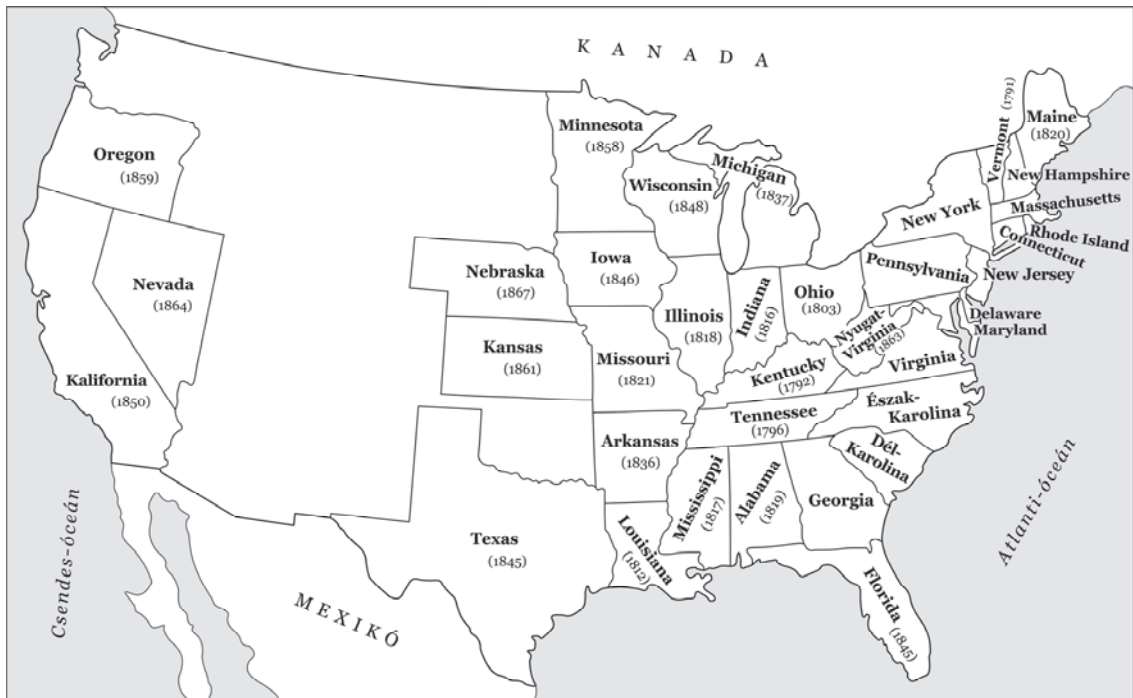 KANADA
Oregon
(1859)
Nevada
(1864)
Kalifornia
(1850)
Nebraska
(1867)
Kansas
(1861)
Texas
(1845)
Minnesota
(1858)
Iowa
(1846)
Missouri
(1821)
Arkansas
(1836)
Louisiana
(1812)
Wisconsin
(1848)
Michigan
(1837)
Illinois
(1818)
Indiana
(1816)
Ohio
(1803)
Kentucky
(1792)
Tennessee
(1796)
Mississippi
(1817)
Alabama
(1819)
Georgia
Florida
(1845)
Dél-
Karolina
Észak-
Karolina
Virginia
Nyugat-
Virginia
(1863)
Pennsylvania
New York
Vermont (1791)
Maine
(1820)
New Hampshire
Massachusetts
Rhode Island
Connecticut
New Jersey
Delaware
Maryland
Csendes-óceán
MEXIKÓ
Atlanti-óceán